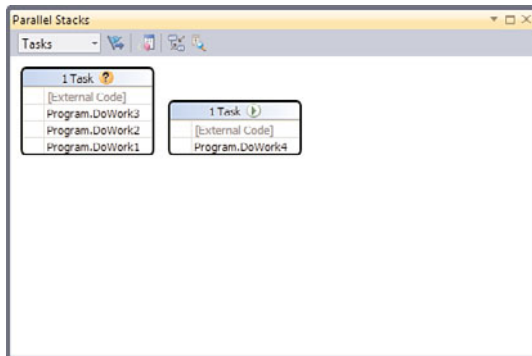 Parallel Stacks
Tasks
1 Task
[External Code]
Program.DoWork3
Program.DoWork2
Program.DoWork1
1 Task
[External Code]
Program.DoWork4